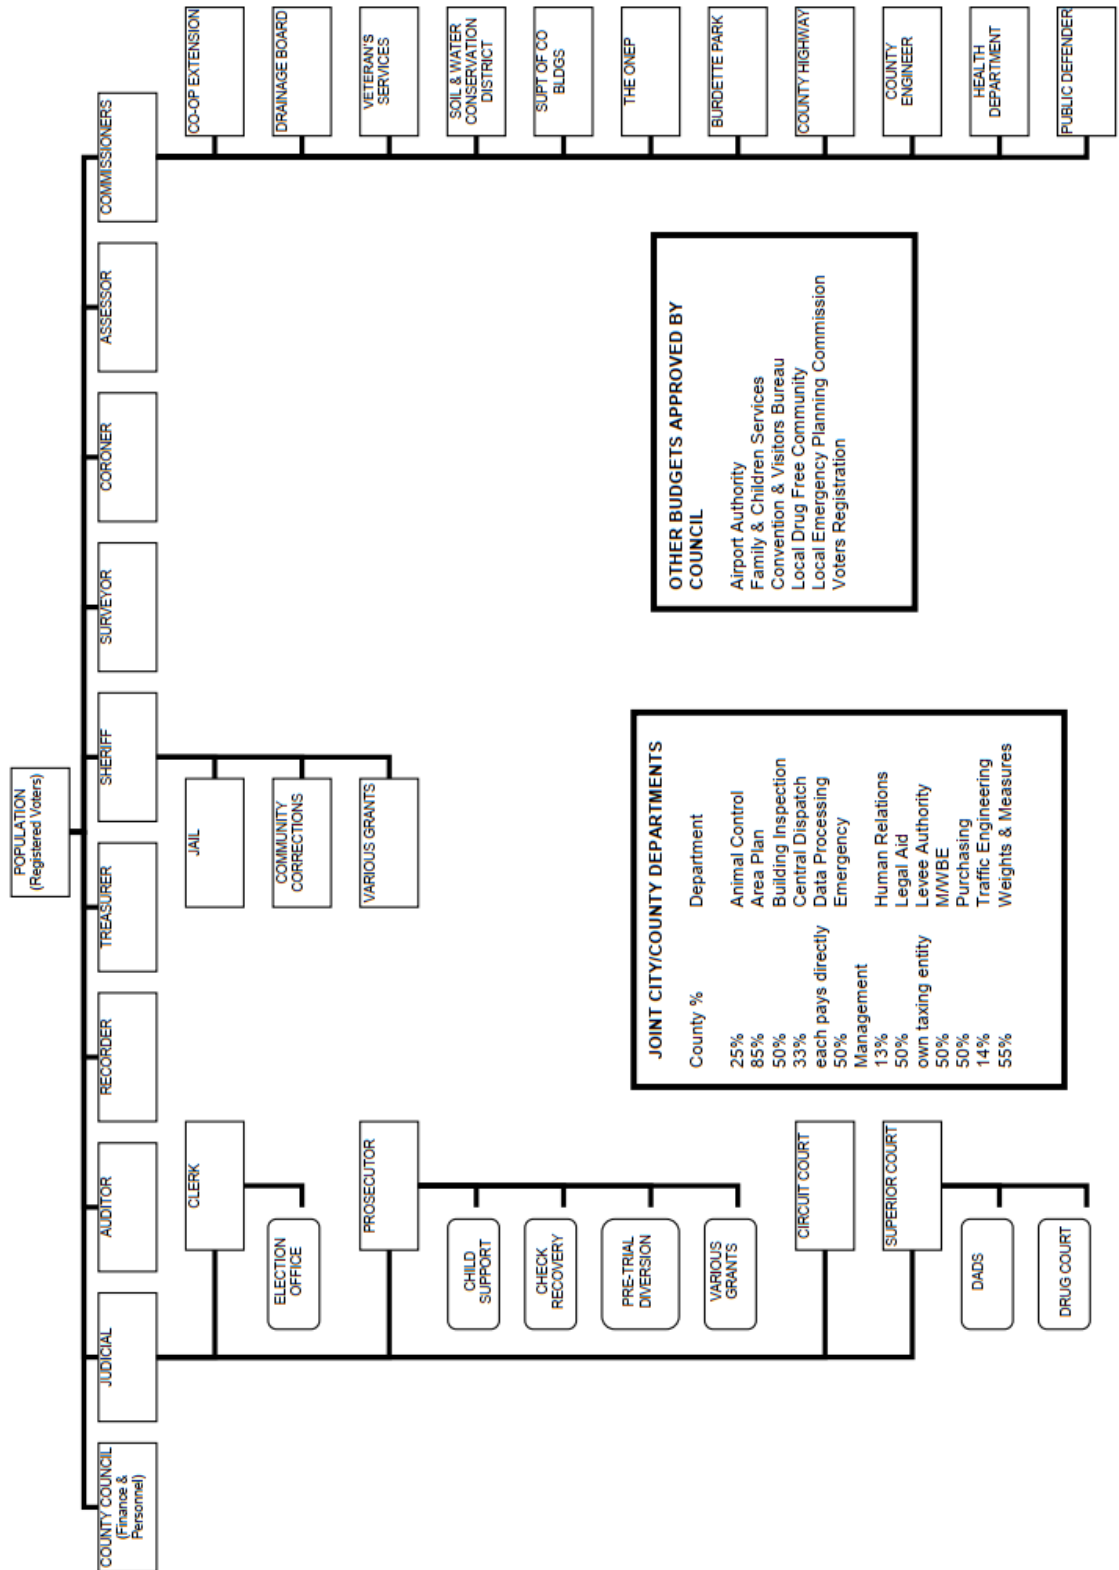 POPULATION
(Registered Voters)
COUNTY COUNCIL
(Finance &
Personnel)
JUDICIAL
AUDITOR
RECORDER
TREASURER
SHERIFF
SURVEYOR
CORONER
ASSESSOR
COMMISSIONERS
CLERK
ELECTION
OFFICE
PROSECUTOR
CHILD
SUPPORT
CHECK
RECOVERY
PRE-TRIAL
DIVERSION
VARIOUS
GRANTS
CIRCUIT COURT
SUPERIOR COURT
DADS
DRUG COURT
JAIL
COMMUNITY
CORRECTIONS
VARIOUS GRANTS
CO-OP EXTENSION
DRAINAGE BOARD
VETERAN'S
SERVICES
SOIL & WATER
CONSERVATION
DISTRICT
SUPT OF CO
BLDGS
THE ONEP
BURDETTE PARK
COUNTY HIGHWAY
COUNTY
ENGINEER
HEALTH
DEPARTMENT
PUBLIC DEFENDER
JOINT CITY/COUNTY DEPARTMENTS
County % Department
25% Animal Control
85% Area Plan
50% Building Inspection
33% Central Dispatch
each pays directly Data Processing
50% Emergency
Management
13% Human Relations
50% Legal Aid
own taxing entity Levee Authority
50% M/WBE
50% Purchasing
14% Traffic Engineering
55% Weights & Measures
OTHER BUDGETS APPROVED BY
COUNCIL
Airport Authority
Family & Children Services
Convention & Visitors Bureau
Local Drug Free Community
Local Emergency Planning Commission
Voters Registration